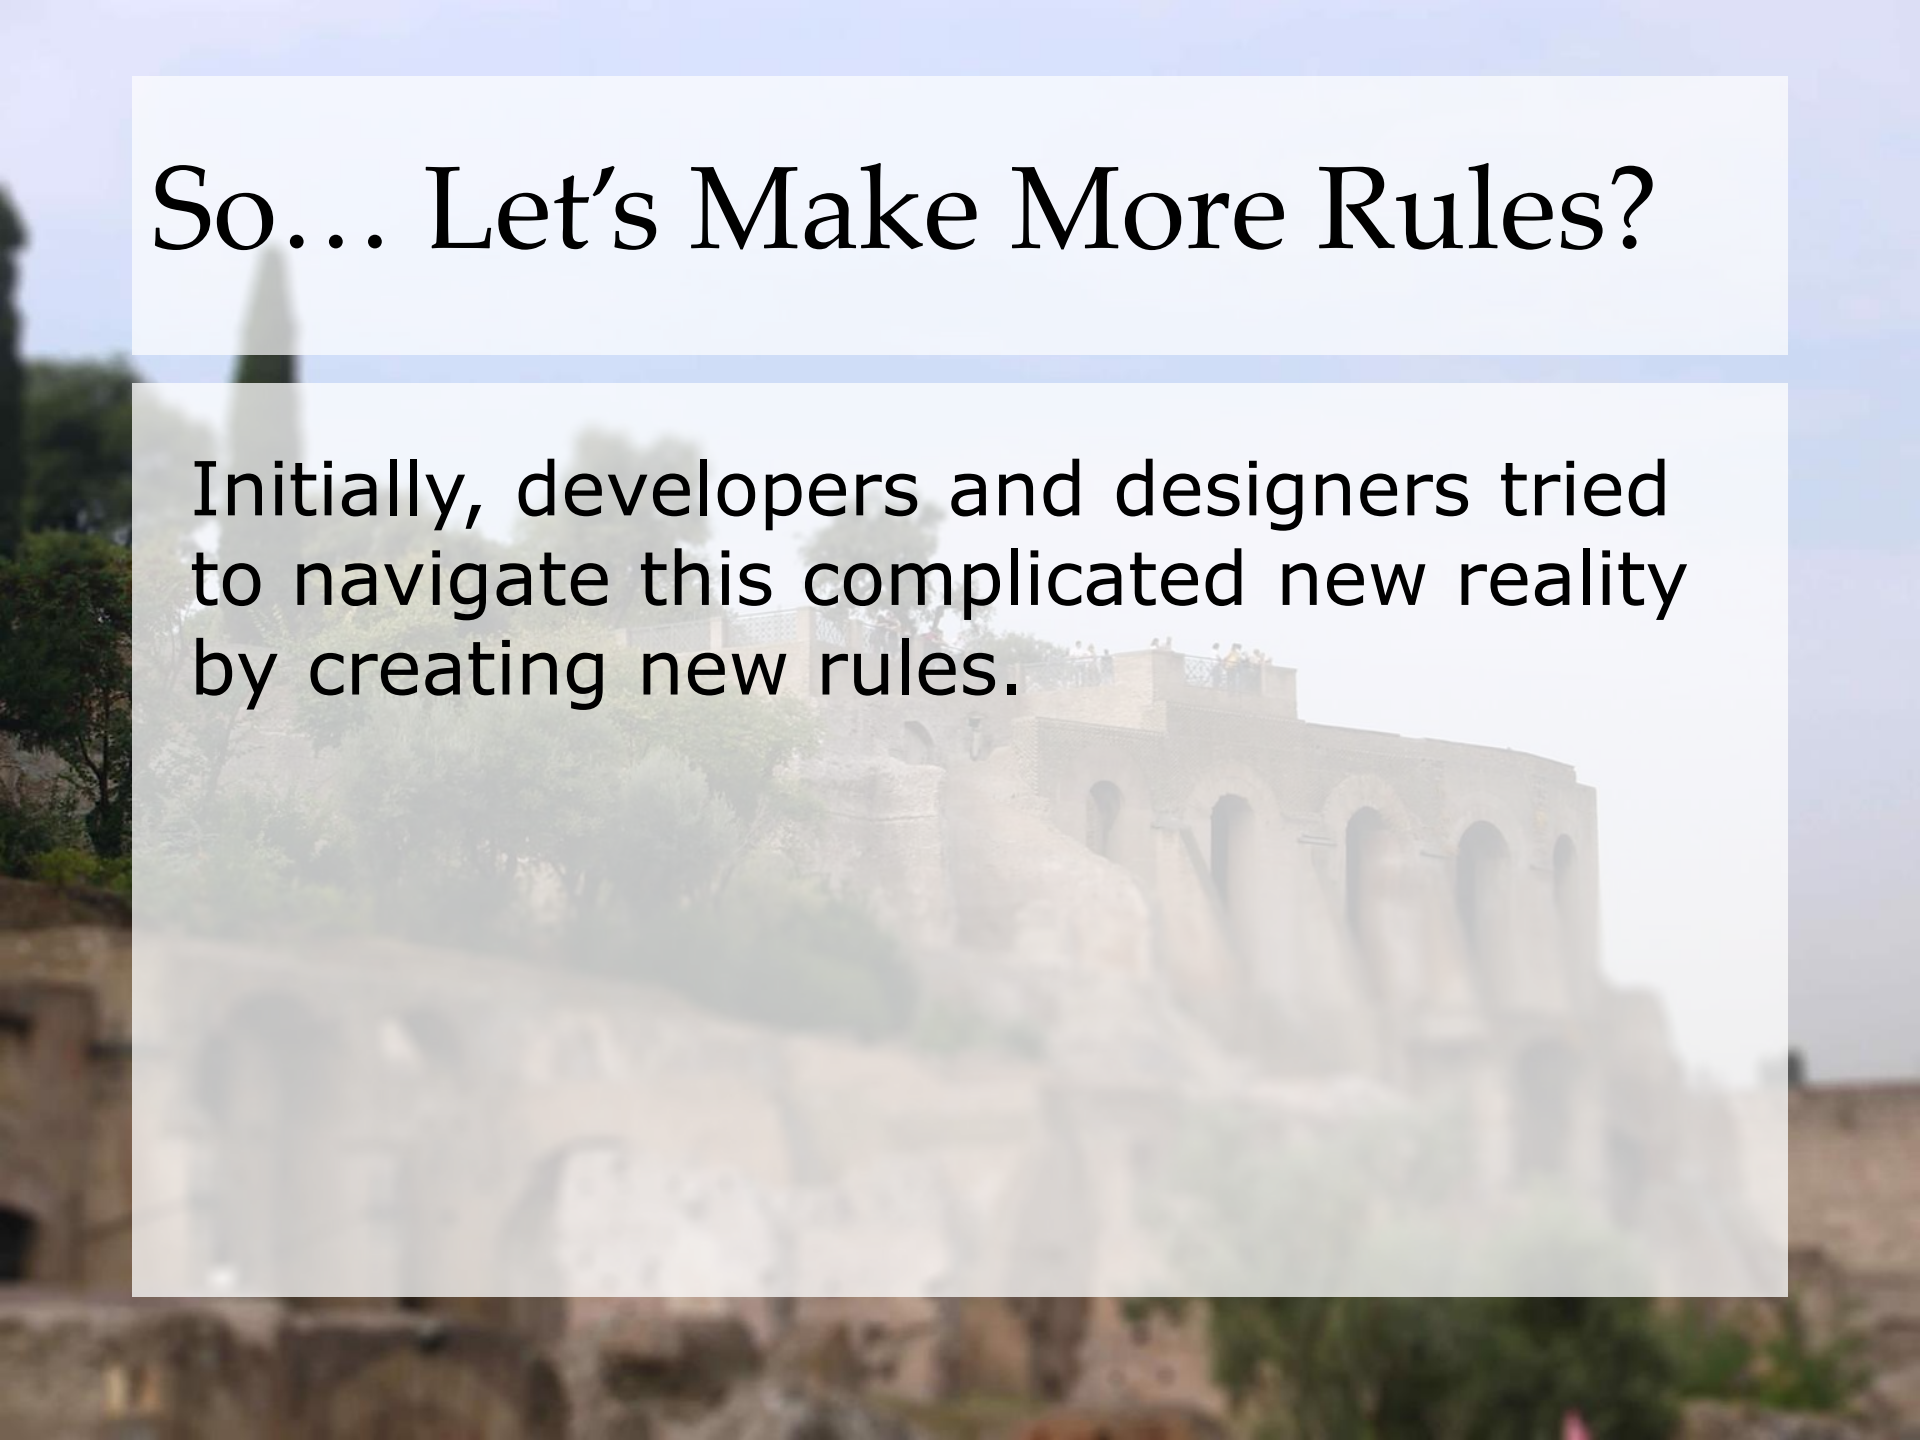 So… Let’s Make More Rules?
Initially, developers and designers tried
to navigate this complicated new reality
by creating new rules.